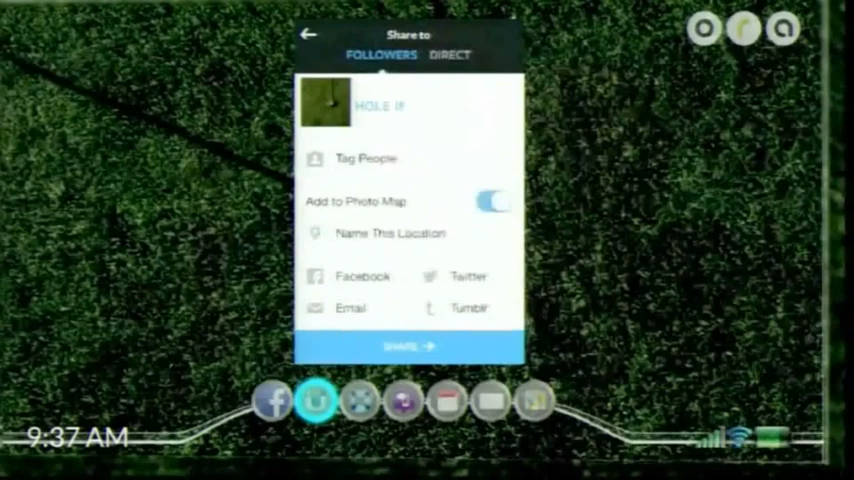 ora
Share to
FOLLOWERS DIRECT
HOLE I!!
Tag People
Add to Photo Map
Name This Location
Facebook Twitter
Email Tumblr
SHARE →
9:37 AM